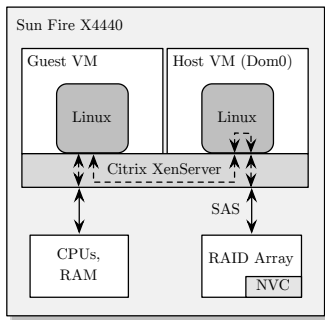 Sun Fire X4440
Guest VM
Host VM (Dom0)
Linux
Linux
Citrix XenServer
SAS
CPUs,
RAM
RAID Array
NVC